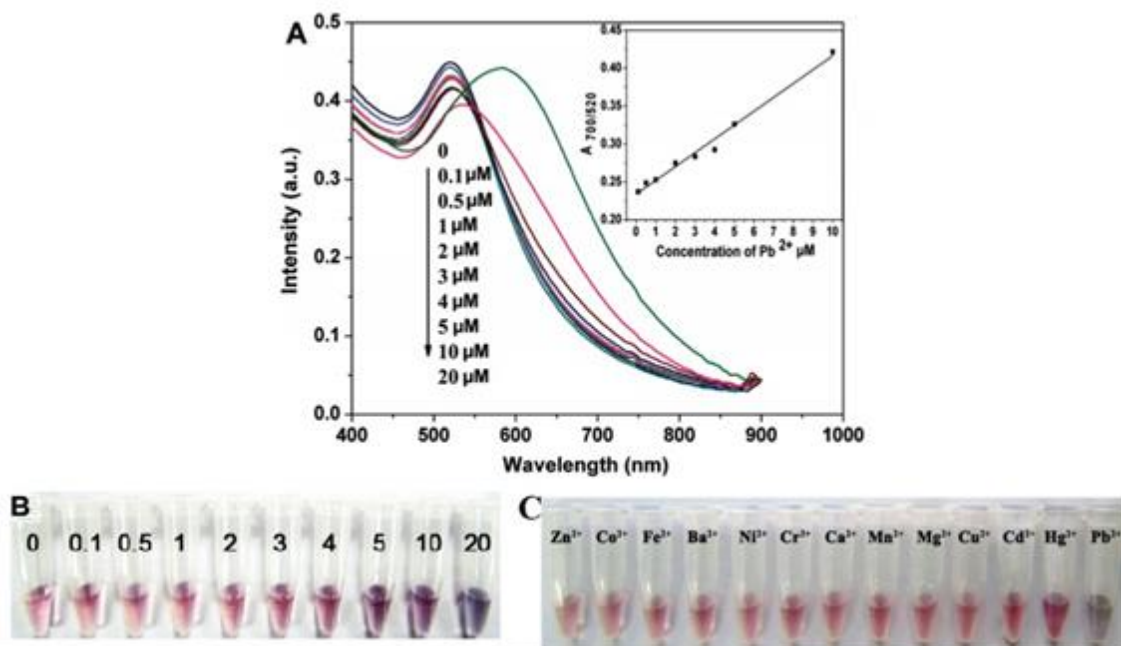 A
0.5
0.4
0.3
0.2
0.1
0.0
Intensity (a.u.)
400 500 600 700 800 900 1000
Wavelength (nm)
0
0.1 µM
0.5 µM
1 µM
2 µM
3 µM
4 µM
5 µM
10 µM
20 µM
0.45
0.40
0.35
0.30
0.25
0.20
A 700/520
0 1 2 3 4 5 6 7 8 9 10
Concentration of Pb 2+ µM
B
0 0.1 0.5 1 2 3 4 5 10 20
C
Zn²⁺ Co²⁺ Fe³⁺ Ba²⁺ Ni²⁺ Cr³⁺ Ca²⁺ Mn²⁺ Mg²⁺ Cu²⁺ Cd²⁺ Hg²⁺ Pb²⁺